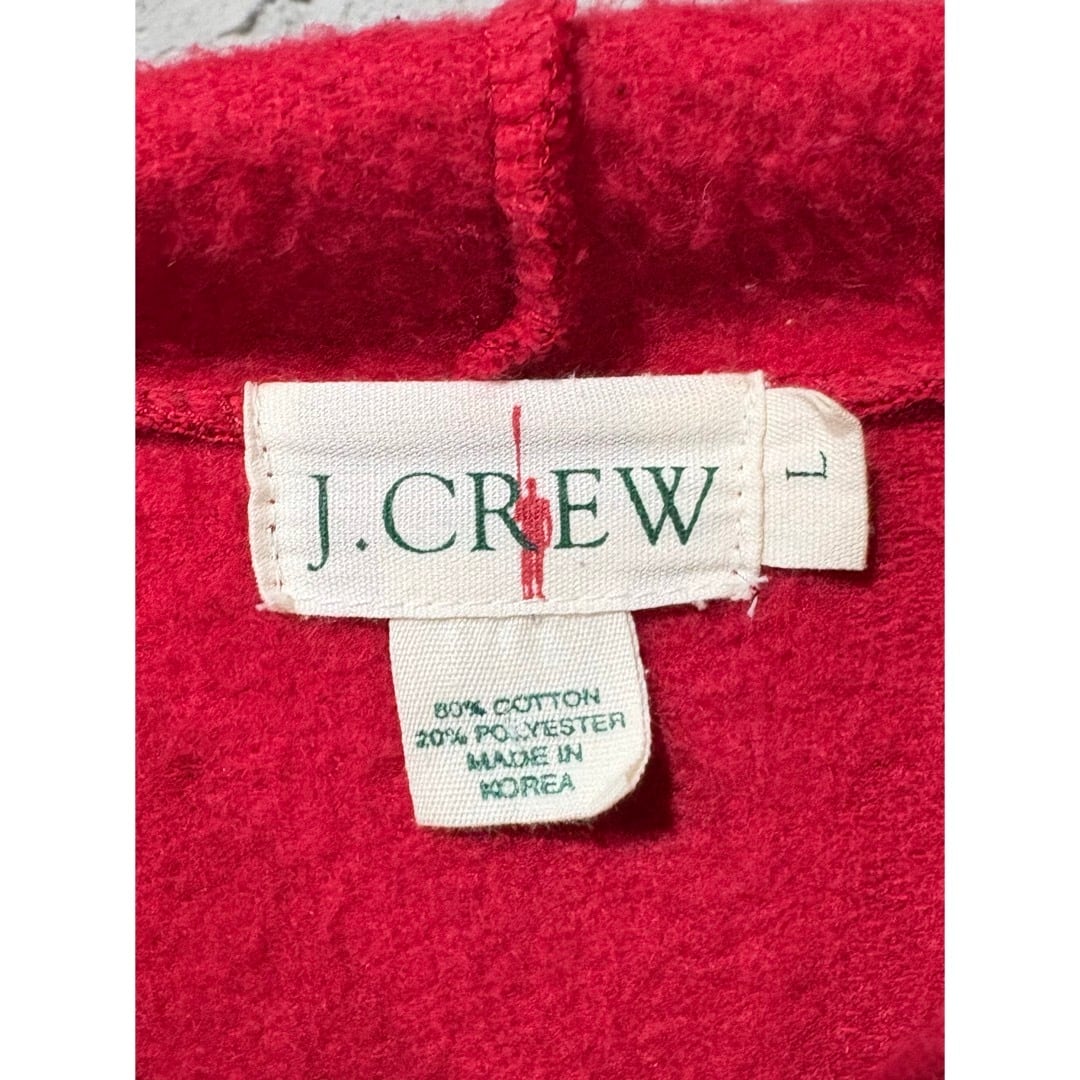 J.CREW
L
80% COTTON
20% POLYESTER
MADE IN
KOREA